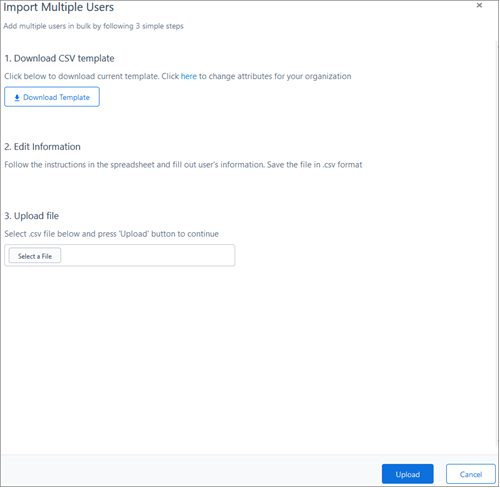 Import Multiple Users
Add multiple users in bulk by following 3 simple steps
1. Download CSV template
Click below to download current template. Click here to change attributes for your organization
Download Template
2. Edit Information
Follow the instructions in the spreadsheet and fill out user's information. Save the file in .csv format
3. Upload file
Select .csv file below and press 'Upload' button to continue
Select a File
Upload
Cancel